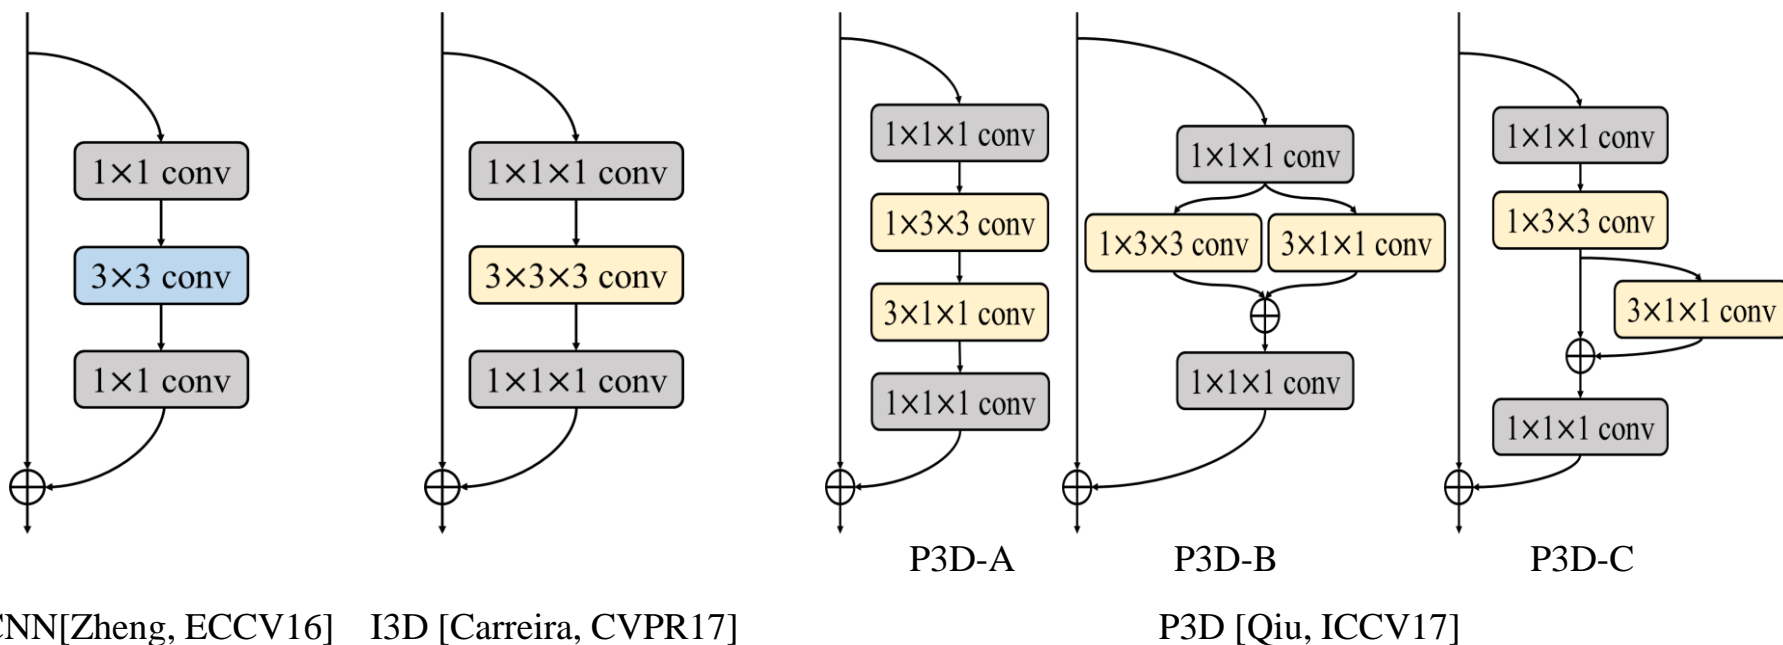 1×1 conv
3×3 conv
1×1 conv
1×1×1 conv
3×3×3 conv
1×1×1 conv
1×1×1 conv
1×3×3 conv
3×1×1 conv
1×1×1 conv
P3D-A
1×1×1 conv
1×3×3 conv
3×1×1 conv
1×1×1 conv
P3D-B
1×1×1 conv
1×3×3 conv
3×1×1 conv
1×1×1 conv
P3D-C
CNN[Zheng, ECCV16]
I3D [Carreira, CVPR17]
P3D [Qiu, ICCV17]